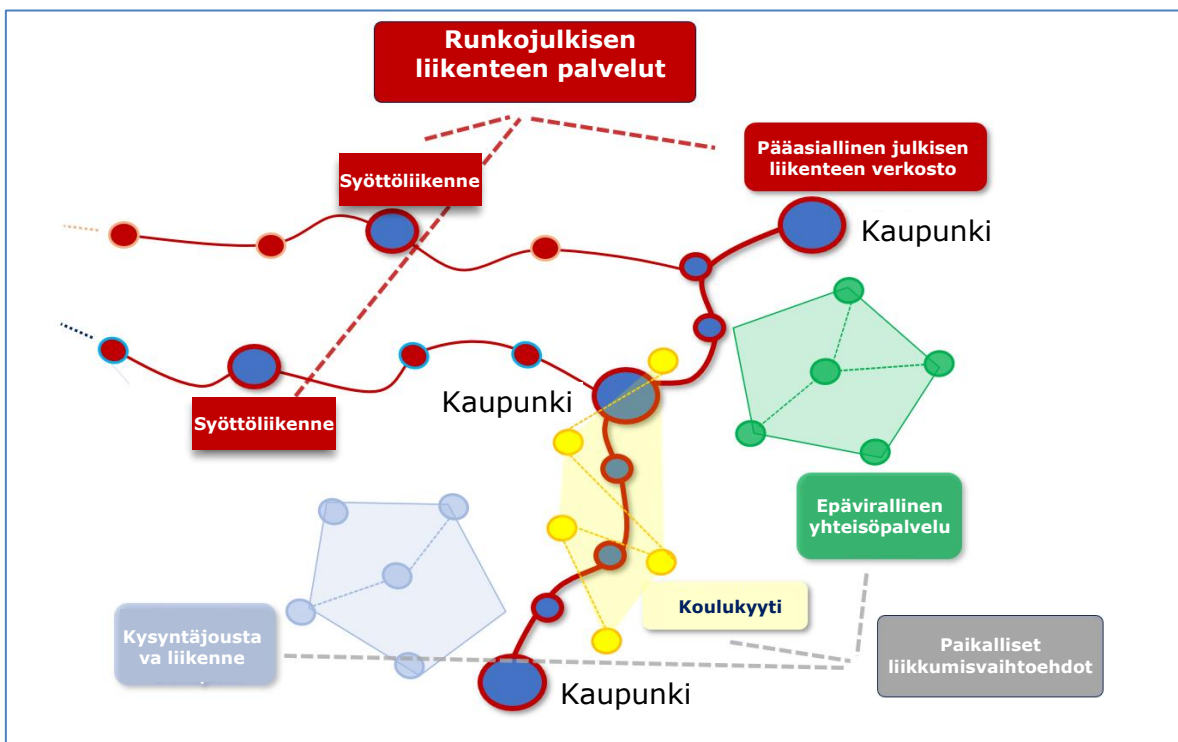 Runkojulkisen
liikenteen palvelut
Syöttöliikenne
Pääasiallinen julkisen
liikenteen verkosto
Kaupunki
Kaupunki
Syöttöliikenne
Epävirallinen
yhteisöpalvelu
Koulukyyti
Kysyntäjousta
va liikenne
Paikalliset
liikkumisvaihtoehdot
Kaupunki